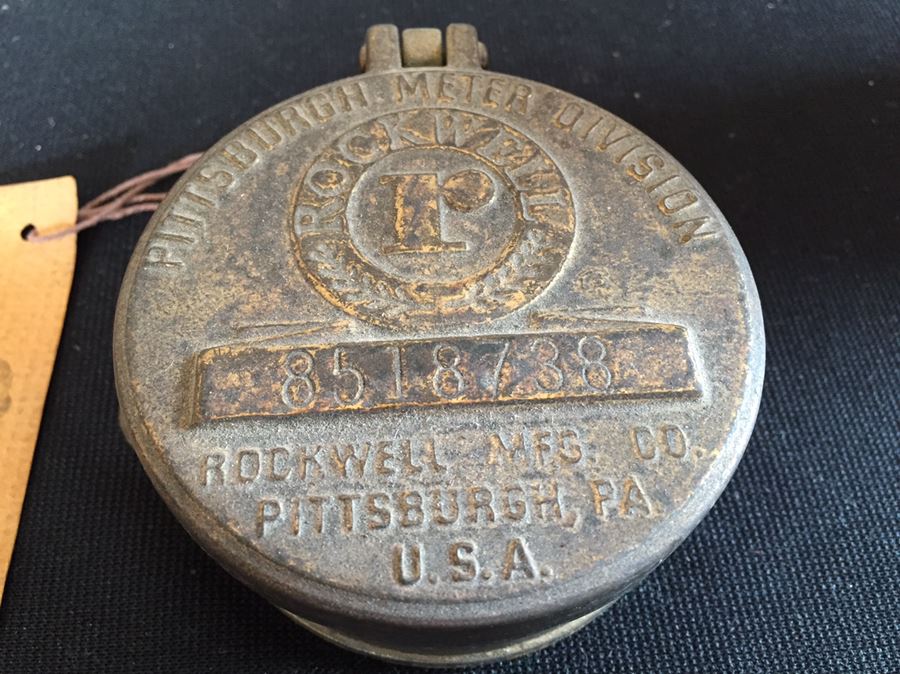 PITTSBURGH METER DIVISION
ROCKWELL
r
8518738
ROCKWELL MFG. CO.
PITTSBURGH, PA.
U.S.A.